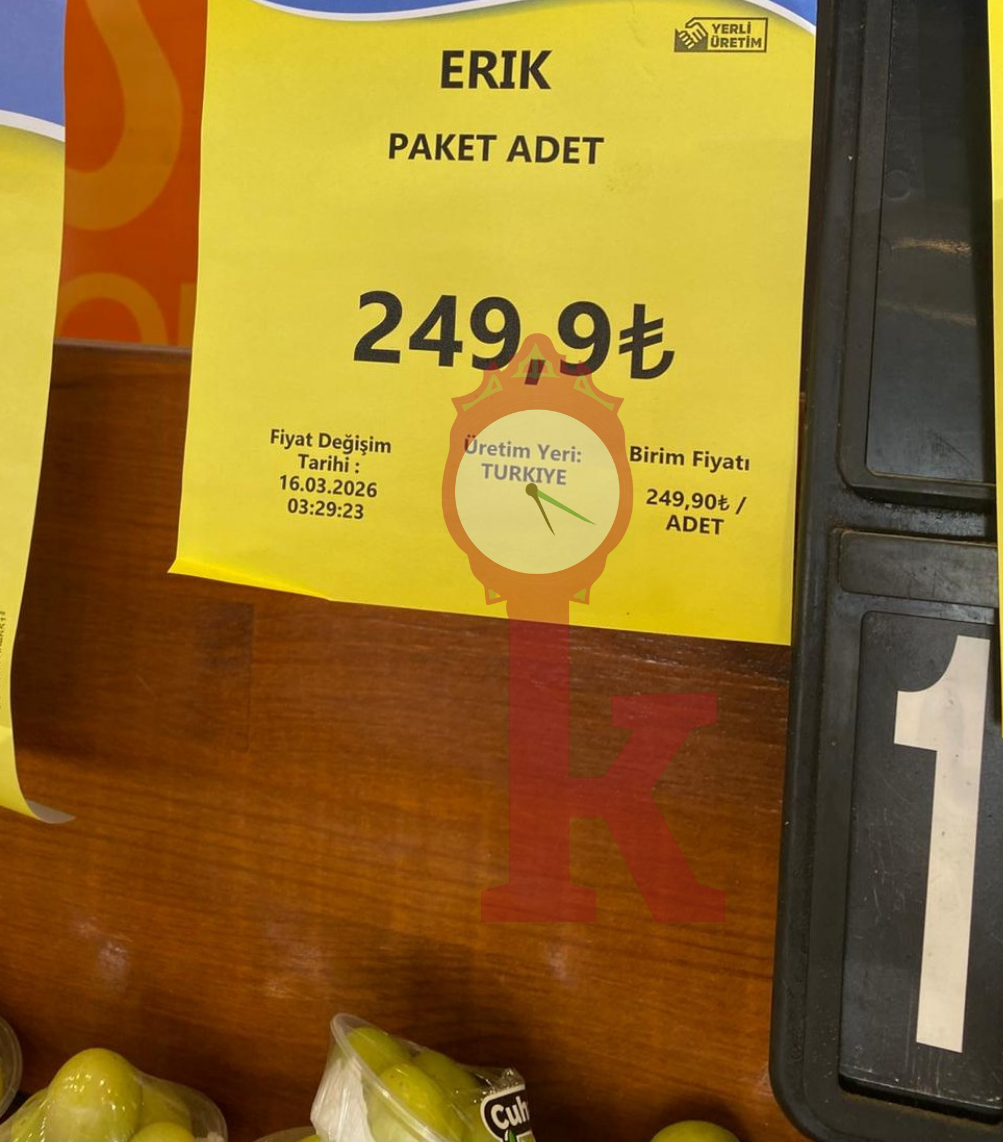 YERLİ
ÜRETİM
ERIK
PAKET ADET
249,9₺
Fiyat Değişim
Tarihi :
16.03.2026
03:29:23
Üretim Yeri:
TURKIYE
Birim Fiyatı
249,90₺ /
ADET
k
1
Cuh